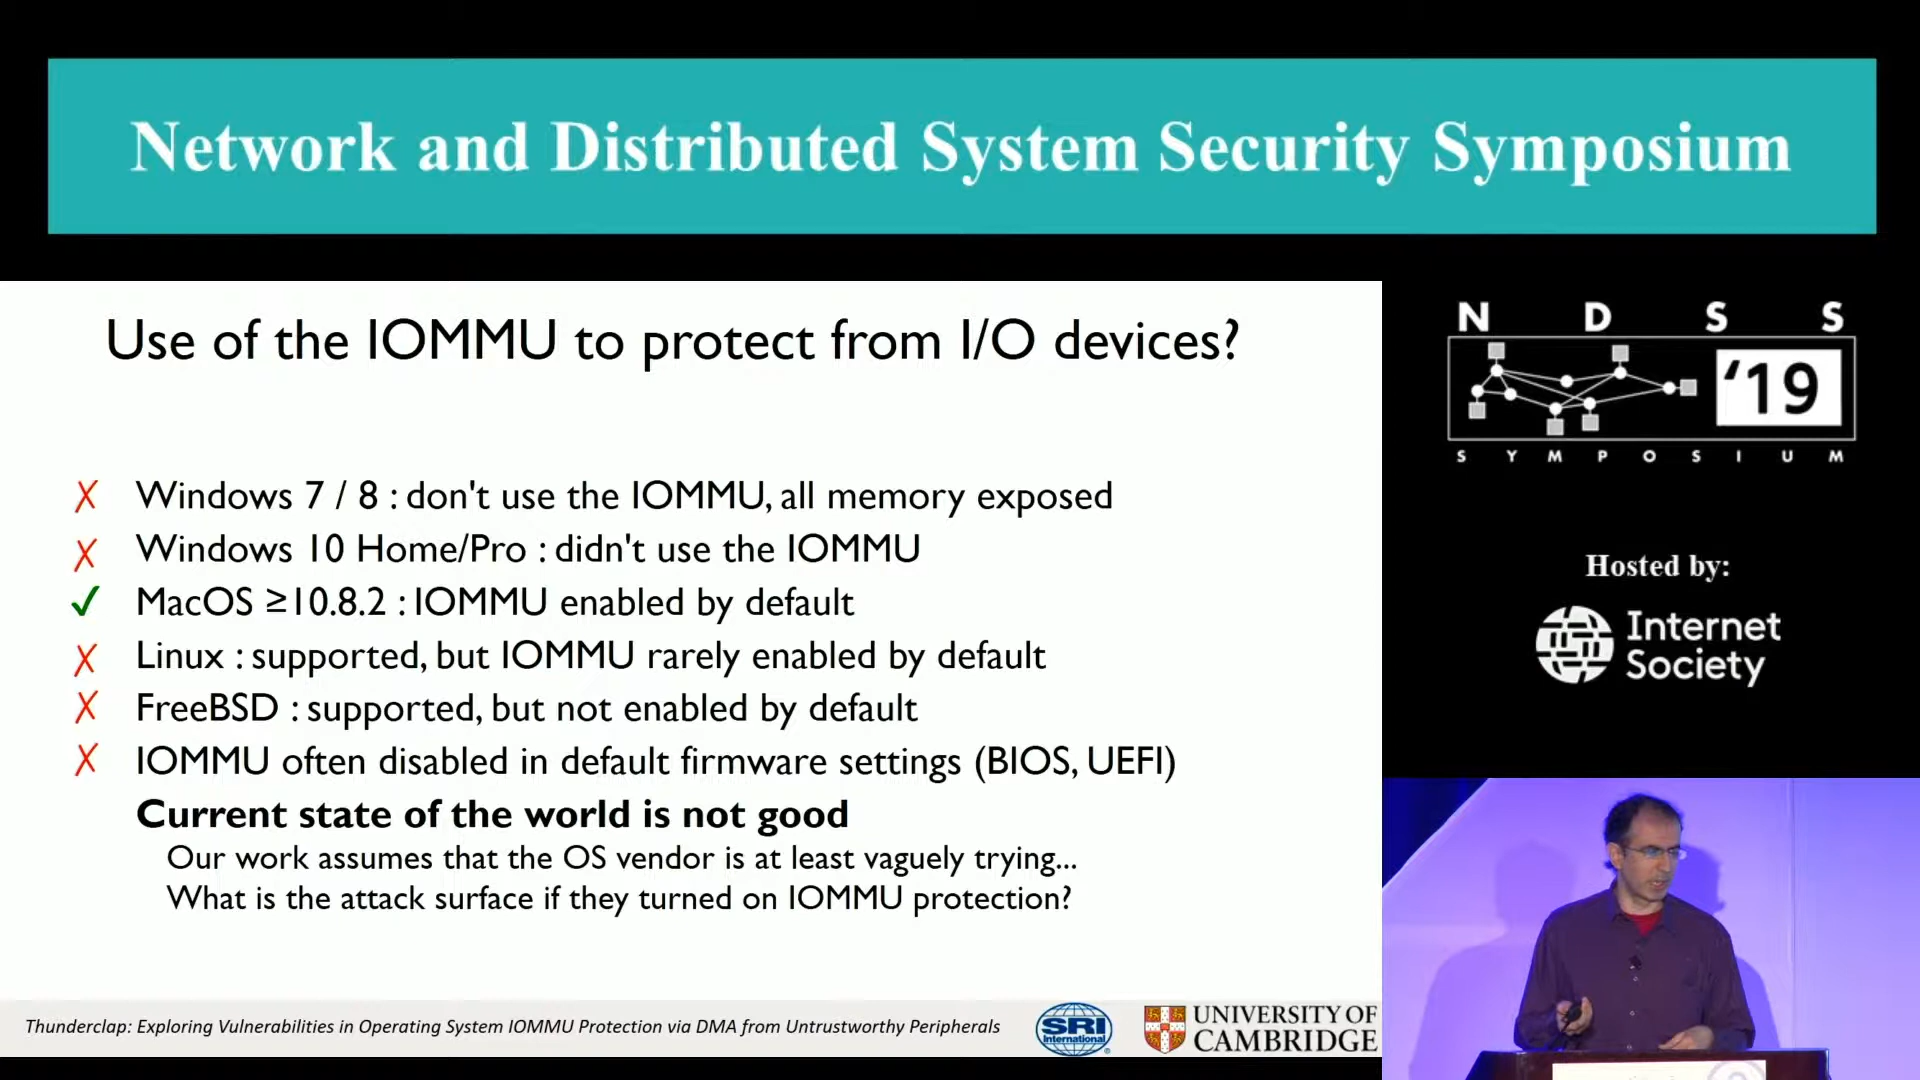 Network and Distributed System Security Symposium
Use of the IOMMU to protect from I/O devices?
✗ Windows 7 / 8 : don't use the IOMMU, all memory exposed
✗ Windows 10 Home/Pro : didn't use the IOMMU
✓ MacOS ≥10.8.2 : IOMMU enabled by default
✗ Linux : supported, but IOMMU rarely enabled by default
✗ FreeBSD : supported, but not enabled by default
✗ IOMMU often disabled in default firmware settings (BIOS, UEFI)
Current state of the world is not good
Our work assumes that the OS vendor is at least vaguely trying...
What is the attack surface if they turned on IOMMU protection?
Thunderclap: Exploring Vulnerabilities in Operating System IOMMU Protection via DMA from Untrustworthy Peripherals
SRI
International
UNIVERSITY OF
CAMBRIDGE
N D S S
'19
S Y M P O S I U M
Hosted by:
Internet
Society